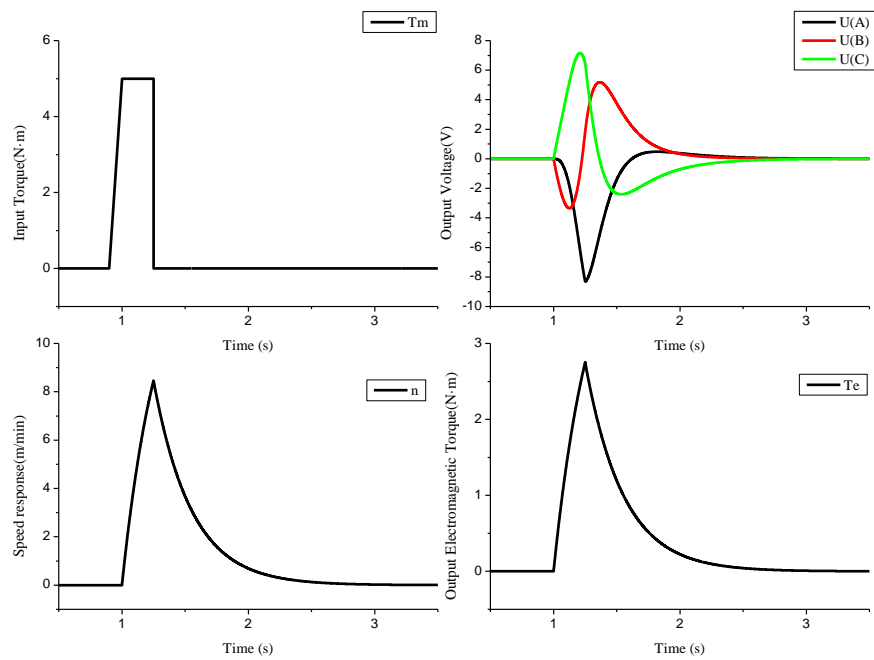 Tm
6
4
2
0
Input Torque(N·m)
1
2
3
Time (s)
U(A)
U(B)
U(C)
8
6
4
2
0
-2
-4
-6
-8
-10
Output Voltage(V)
1
2
3
Time (s)
n
10
8
6
4
2
0
Speed response(m/min)
1
2
3
Time (s)
Te
3
2
1
0
Output Electromagnetic Torque(N·m)
1
2
3
Time (s)